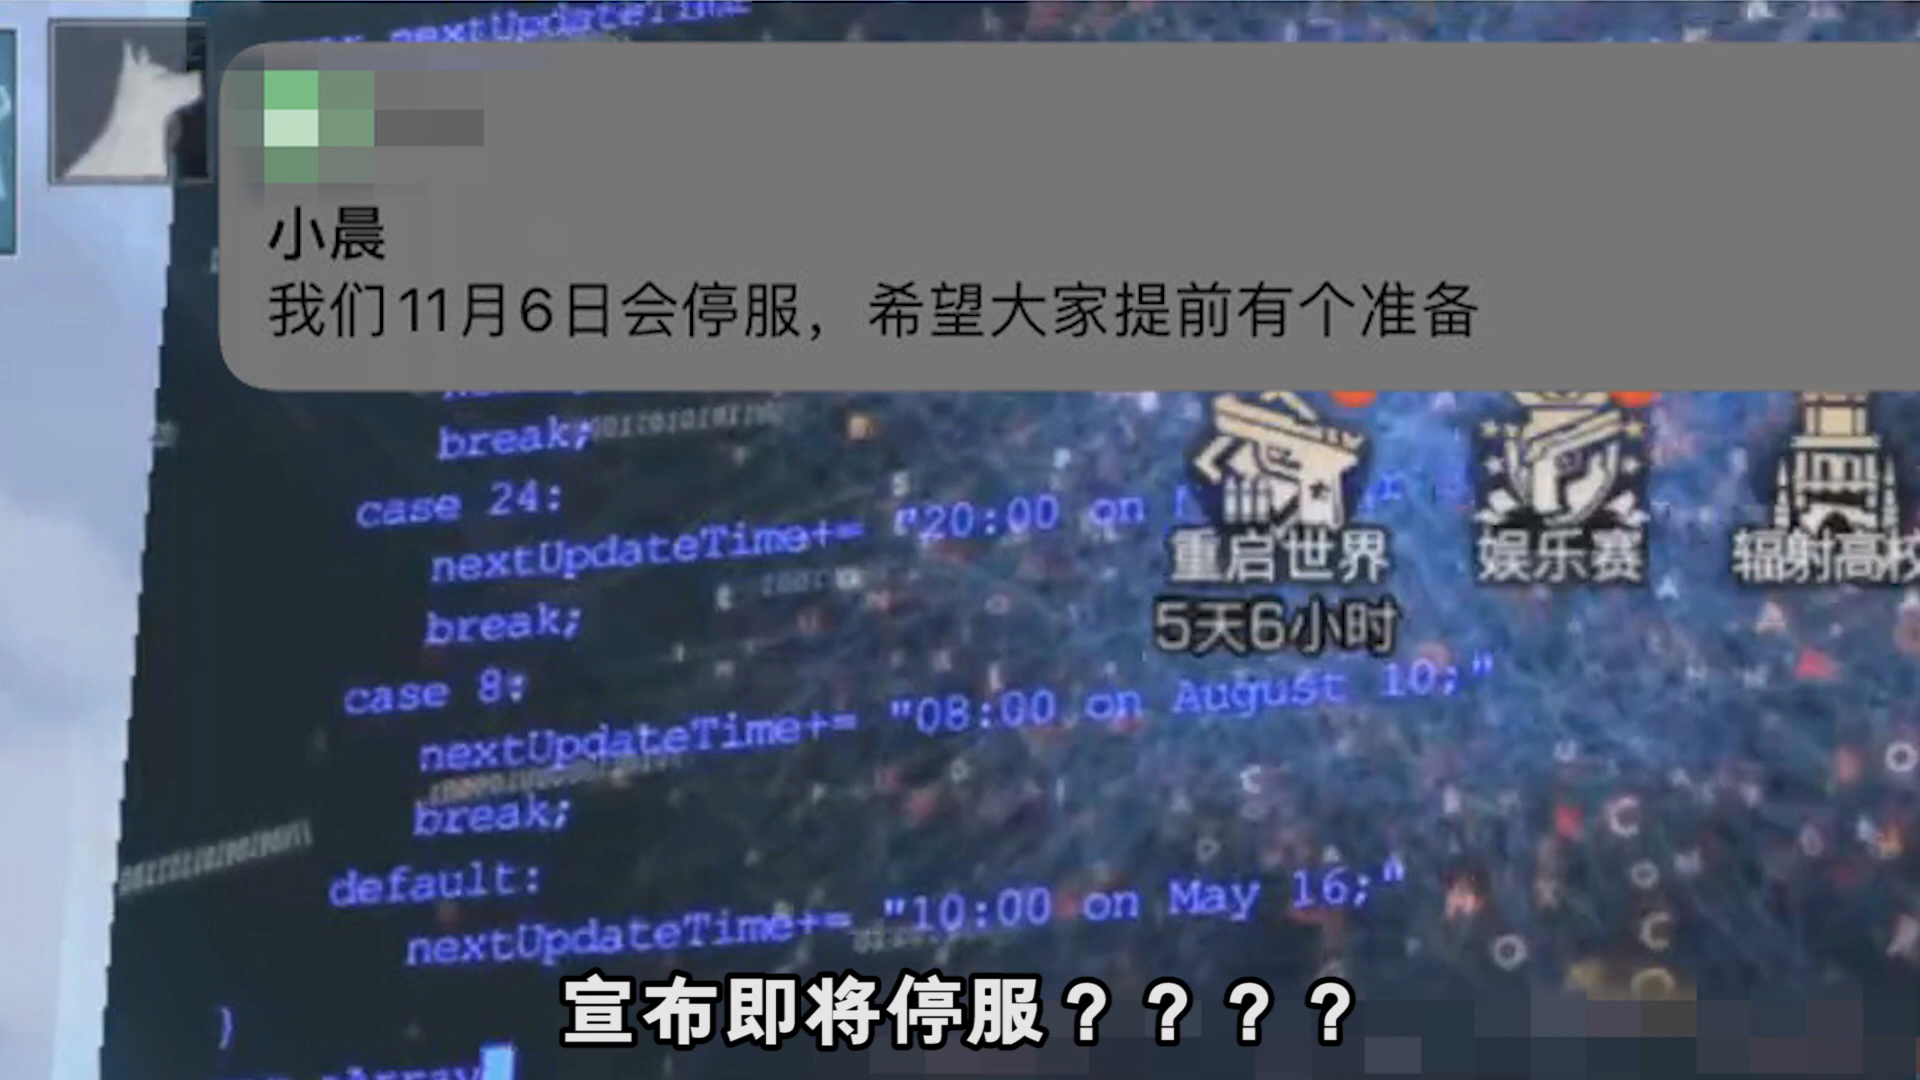 nextUpdateTime
小晨
我们11月6日会停服，希望大家提前有个准备
break;
case 24:
nextUpdateTime+= "20:00 on
重启世界
5天6小时
娱乐赛
辐射高校
break;
case 8:
nextUpdateTime+= "08:00 on August 10;"
break;
default:
nextUpdateTime+= "10:00 on May 16;"
}
宣布即将停服？？？？